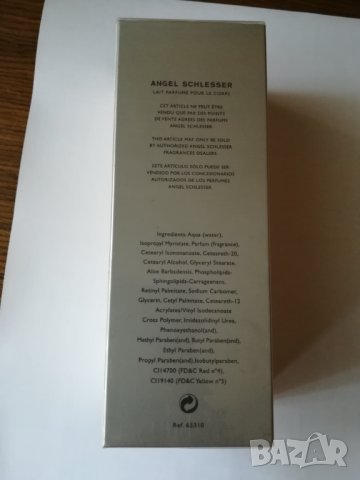 ANGEL SCHLESSER
LAIT PARFUMÉ POUR LE CORPS
CET ARTICLE NE PEUT ÊTRE
VENDU QUE PAR DES POINTS
DE VENTE AGRÉES DES PARFUMS
ANGEL SCHLESSER
THIS ARTICLE MAY ONLY BE SOLD
BY AUTHORIZED ANGEL SCHLESSER
FRAGRANCES DEALERS
ESTE ARTÍCULO SÓLO PUEDE SER
VENDIDO POR LOS CONCESIONARIOS
AUTORIZADOS DE LOS PERFUMES
ANGEL SCHLESSER
Ingredients: Aqua (water),
Isopropyl Myristate, Parfum (fragrance),
Cetearyl Isononanoate, Ceteareth-20,
Cetearyl Alcohol, Glyceryl Stearate,
Aloe Barbadensis, Phospholipids-
Sphingolipids-Carrageenans,
Retinyl Palmitate, Sodium Carbomer,
Glycerin, Cetyl Palmitate, Ceteareth-12
Acrylates/Vinyl Isodecanoate
Cross Polymer, Imidazolidinyl Urea,
Phenoxyethanol(and),
Methyl Paraben(and), Butyl Paraben(and),
Ethyl Paraben(and),
Propyl Paraben(and),Isobutylparaben,
CI14700 (FD&C Red nº4),
CI19140 (FD&C Yellow nº5)
Ref. 65310
BAZAR